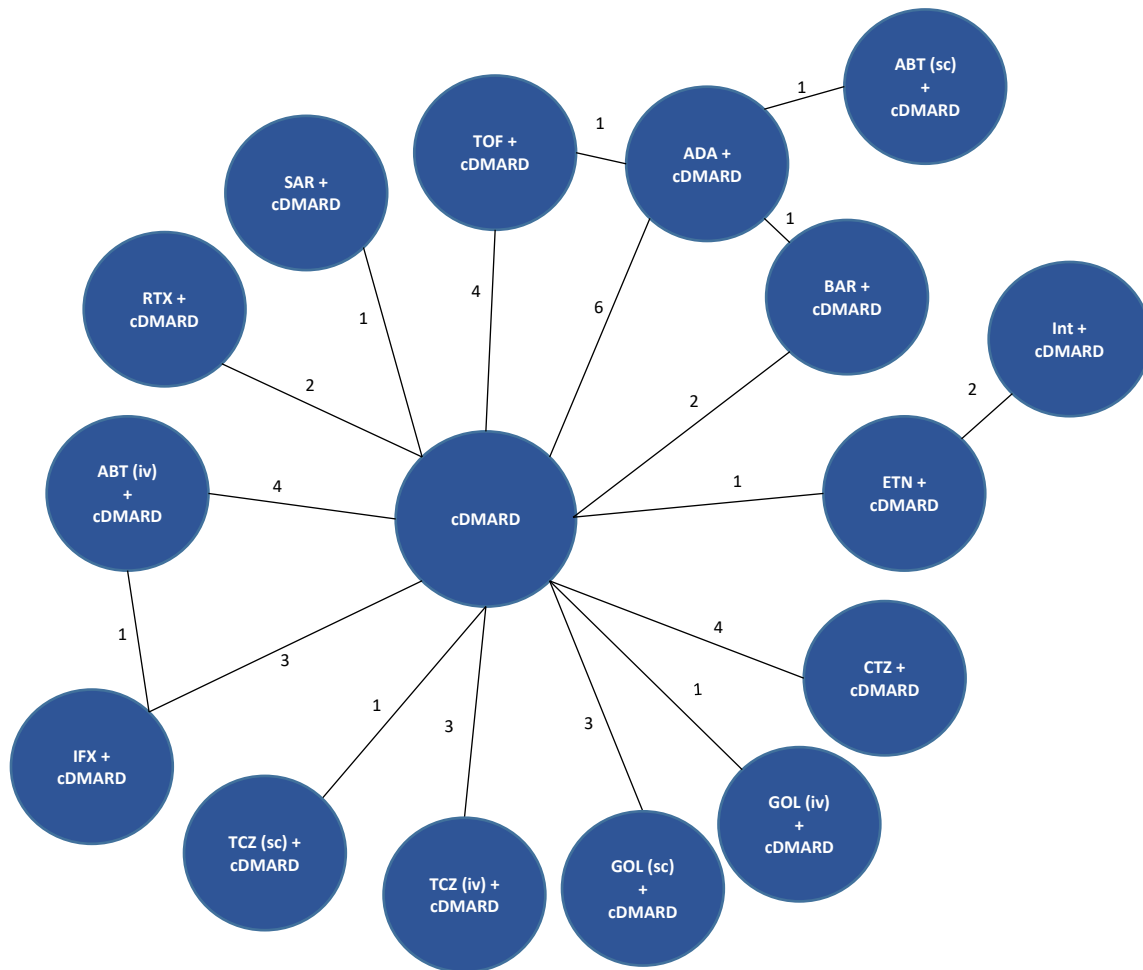 ABT (sc)
+
cDMARD
1
TOF +
cDMARD
1
ADA +
cDMARD
SAR +
cDMARD
1
RTX +
cDMARD
4
6
BAR +
cDMARD
Int +
cDMARD
1
2
2
2
ABT (iv)
+
cDMARD
4
1
ETN +
cDMARD
cDMARD
1
3
4
CTZ +
cDMARD
1
1
3
3
IFX +
cDMARD
GOL (iv)
+
cDMARD
TCZ (sc) +
cDMARD
TCZ (iv) +
cDMARD
GOL (sc)
+
cDMARD